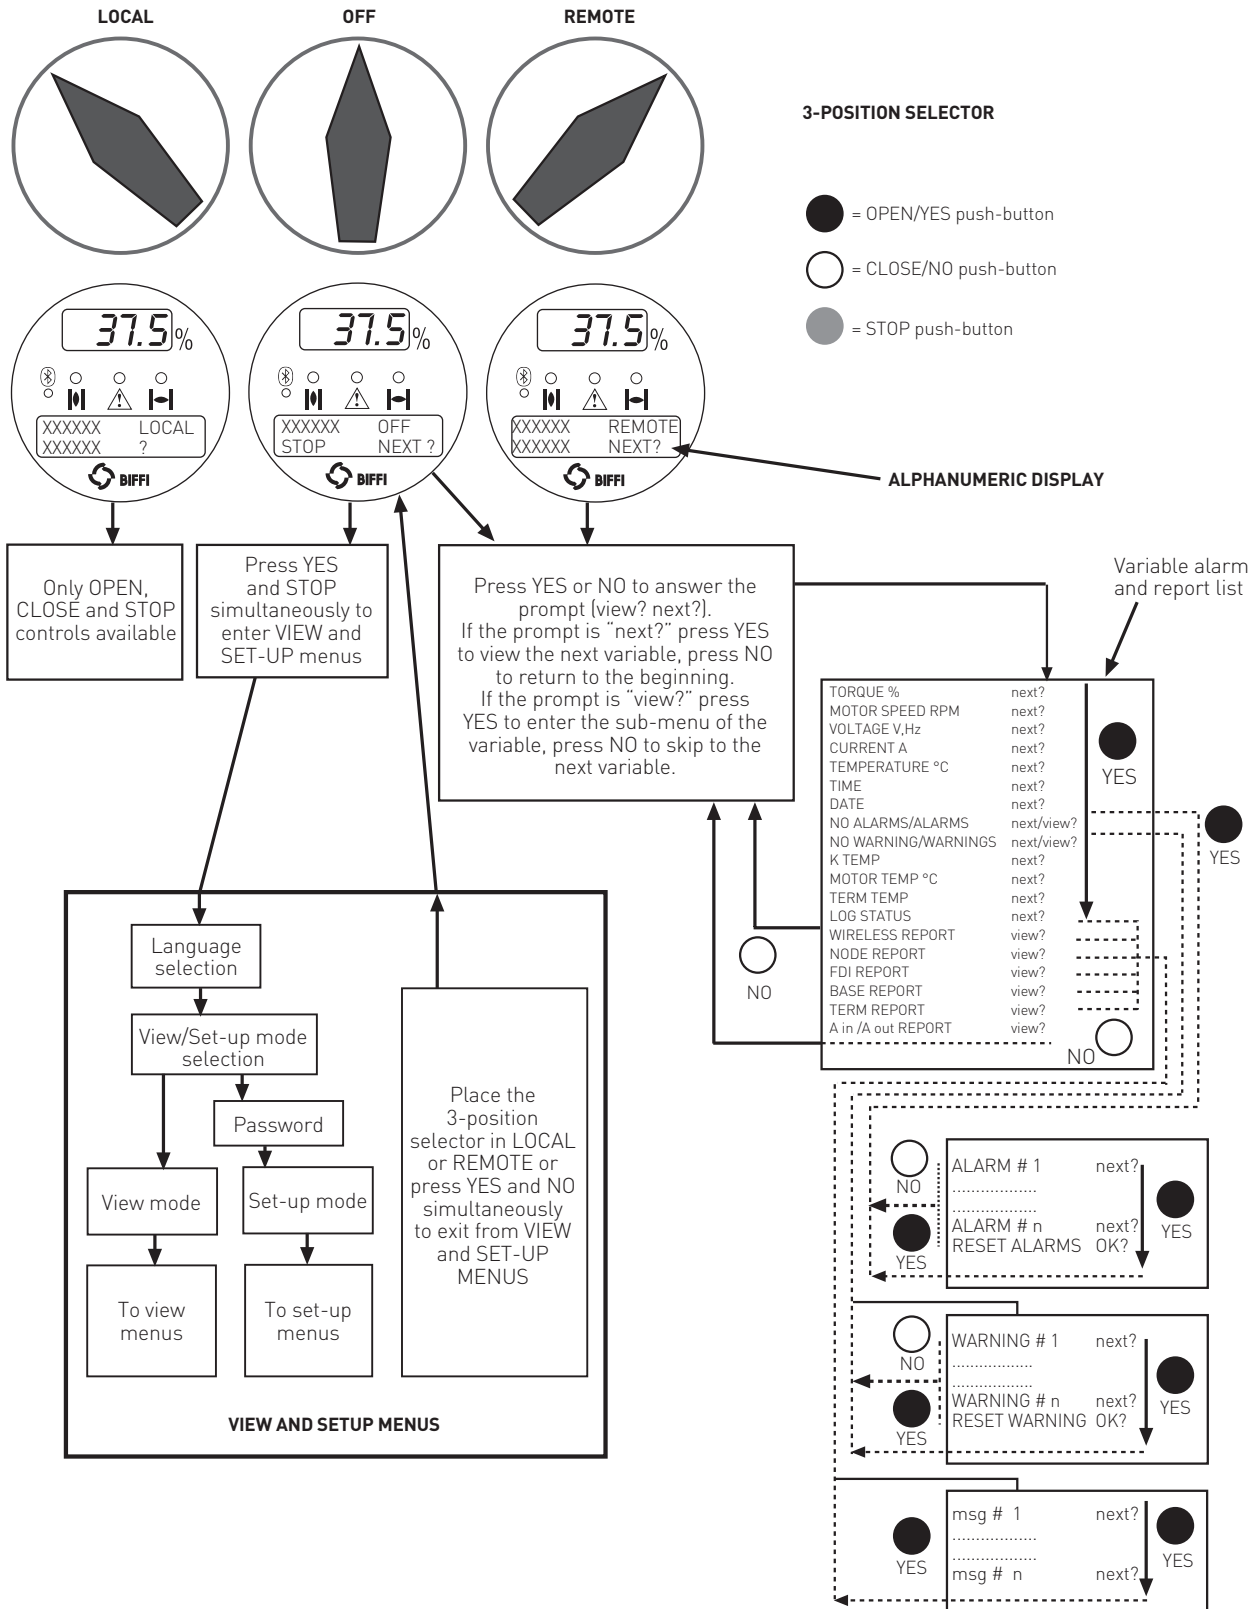 LOCAL
OFF
REMOTE
3-POSITION SELECTOR
= OPEN/YES push-button
= CLOSE/NO push-button
= STOP push-button
37.5%
XXXXXX LOCAL
XXXXXX ?
BIFFI
37.5%
XXXXXX OFF
STOP NEXT ?
BIFFI
37.5%
XXXXXX REMOTE
XXXXXX NEXT?
BIFFI
ALPHANUMERIC DISPLAY
Only OPEN,
CLOSE and STOP
controls available
Press YES
and STOP
simultaneously to
enter VIEW and
SET-UP menus
Press YES or NO to answer the
prompt (view? next?).
If the prompt is “next?” press YES
to view the next variable, press NO
to return to the beginning.
If the prompt is “view?” press
YES to enter the sub-menu of the
variable, press NO to skip to the
next variable.
Variable alarm
and report list
TORQUE % next?
MOTOR SPEED RPM next?
VOLTAGE V,Hz next?
CURRENT A next?
TEMPERATURE °C next?
TIME next?
DATE next?
NO ALARMS/ALARMS next/view?
NO WARNING/WARNINGS next/view?
K TEMP next?
MOTOR TEMP °C next?
TERM TEMP next?
LOG STATUS next?
WIRELESS REPORT view?
NODE REPORT view?
FDI REPORT view?
BASE REPORT view?
TERM REPORT view?
A in /A out REPORT view?
YES
YES
NO
NO
Language
selection
View/Set-up mode
selection
Password
View mode
Set-up mode
To view
menus
To set-up
menus
Place the
3-position
selector in LOCAL
or REMOTE or
press YES and NO
simultaneously
to exit from VIEW
and SET-UP
MENUS
VIEW AND SETUP MENUS
NO
YES
ALARM # 1 next?
..................
..................
ALARM # n next?
RESET ALARMS OK?
YES
NO
YES
WARNING # 1 next?
..................
..................
WARNING # n next?
RESET WARNING OK?
YES
YES
msg # 1 next?
..................
..................
msg # n next?
YES